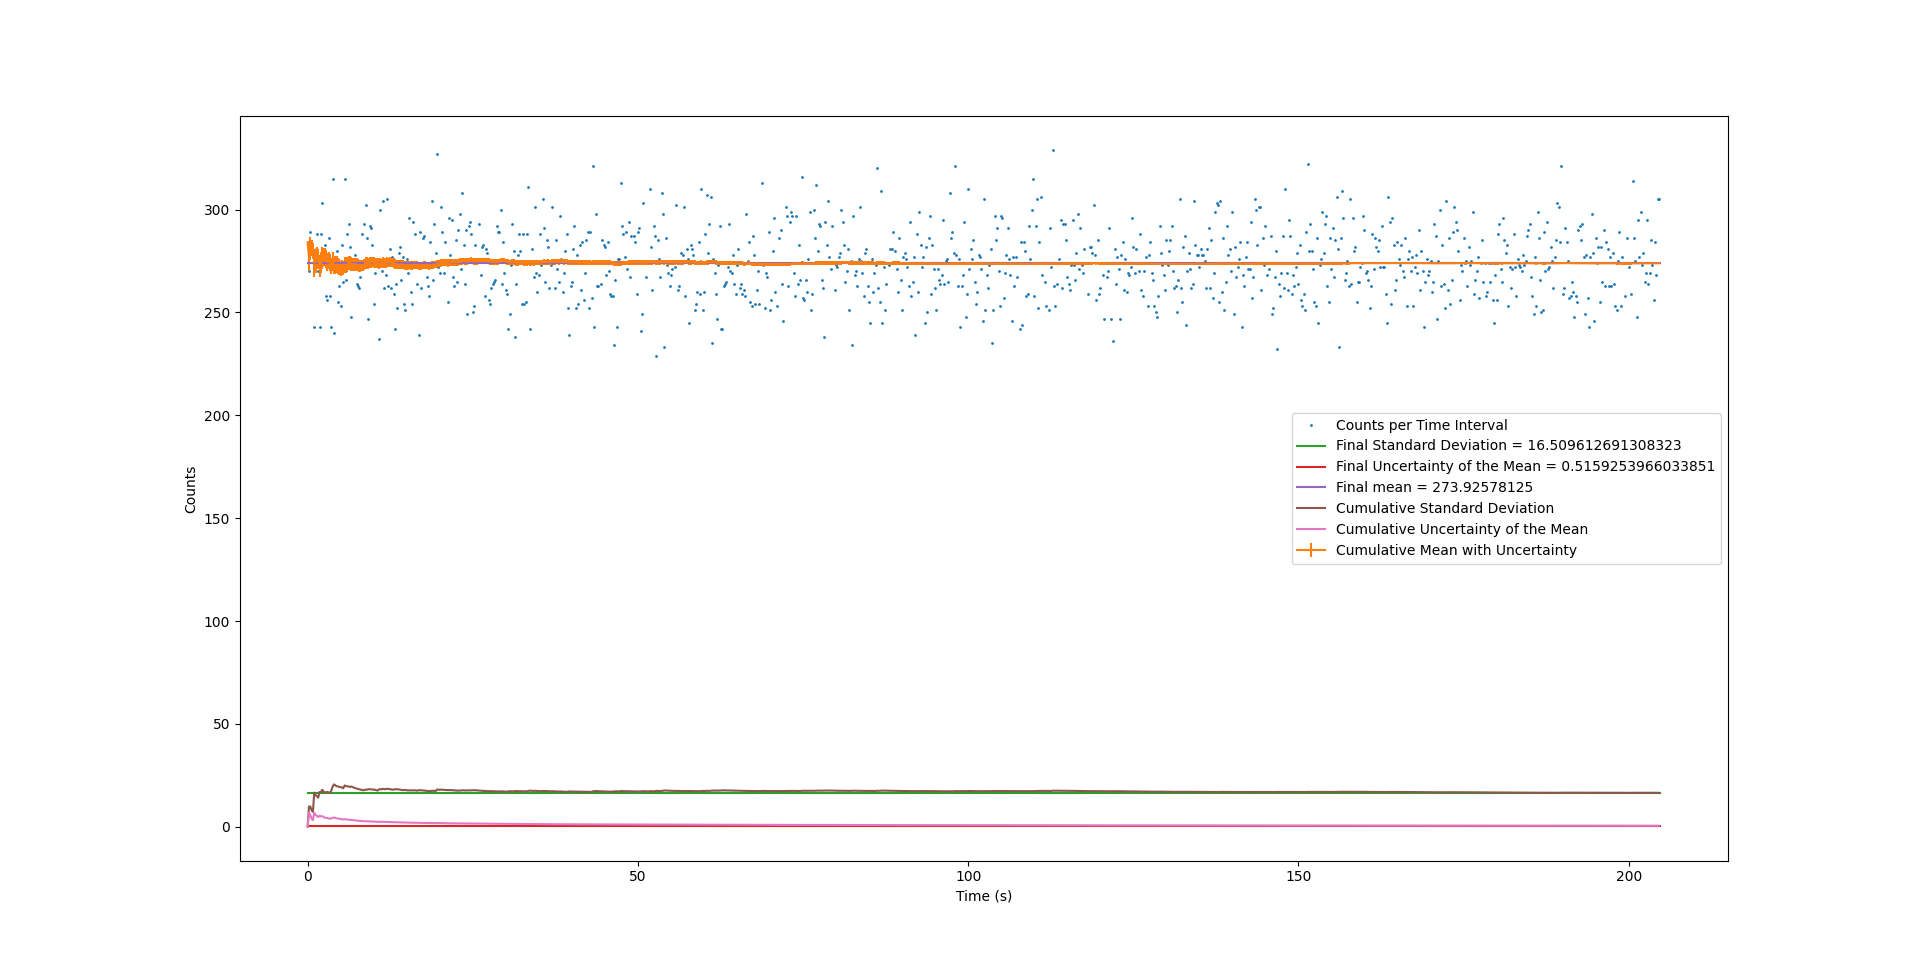 300
250
200
150
100
50
0
Counts
0 50 100 150 200
Time (s)
Counts per Time Interval
Final Standard Deviation = 16.509612691308323
Final Uncertainty of the Mean = 0.5159253966033851
Final mean = 273.92578125
Cumulative Standard Deviation
Cumulative Uncertainty of the Mean
Cumulative Mean with Uncertainty